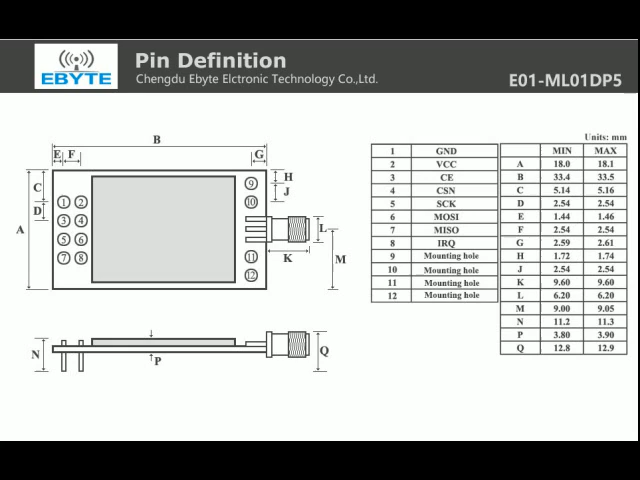 EBYTE
Pin Definition
Chengdu Ebyte Elctronic Technology Co.,Ltd.
E01-ML01DP5
Units: mm
B
E F G
C
D
A
H
J
L
K
M
1 2
3 4
5 6
7 8
9
10
11
12
N
P
Q
1 GND
2 VCC
3 CE
4 CSN
5 SCK
6 MOSI
7 MISO
8 IRQ
9 Mounting hole
10 Mounting hole
11 Mounting hole
12 Mounting hole
MIN MAX
A 18.0 18.1
B 33.4 33.5
C 5.14 5.16
D 2.54 2.54
E 1.44 1.46
F 2.54 2.54
G 2.59 2.61
H 1.72 1.74
J 2.54 2.54
K 9.60 9.60
L 6.20 6.20
M 9.00 9.05
N 11.2 11.3
P 3.80 3.90
Q 12.8 12.9